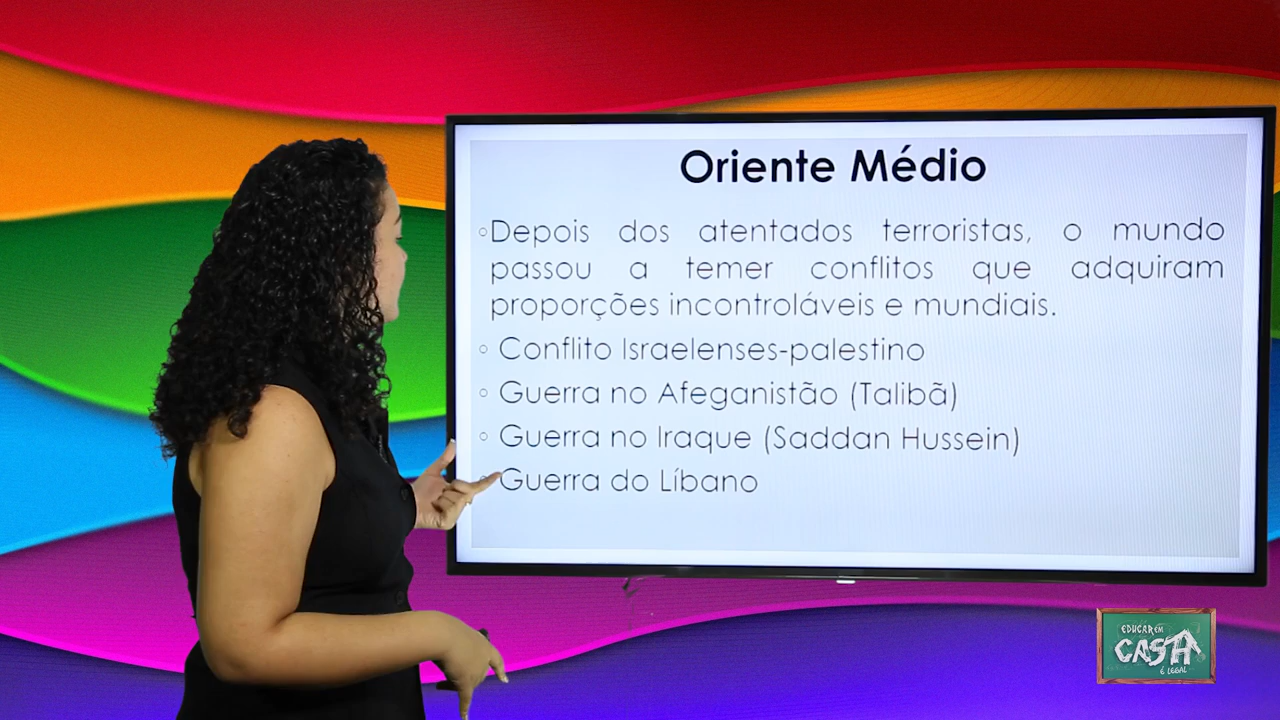 Oriente Médio
◦Depois dos atentados terroristas, o mundo
passou a temer conflitos que adquiram
proporções incontroláveis e mundiais.
◦ Conflito Israelenses-palestino
◦ Guerra no Afeganistão (Talibã)
◦ Guerra no Iraque (Saddan Hussein)
◦ Guerra do Líbano
EDUCAR EM
CASA
É LEGAL